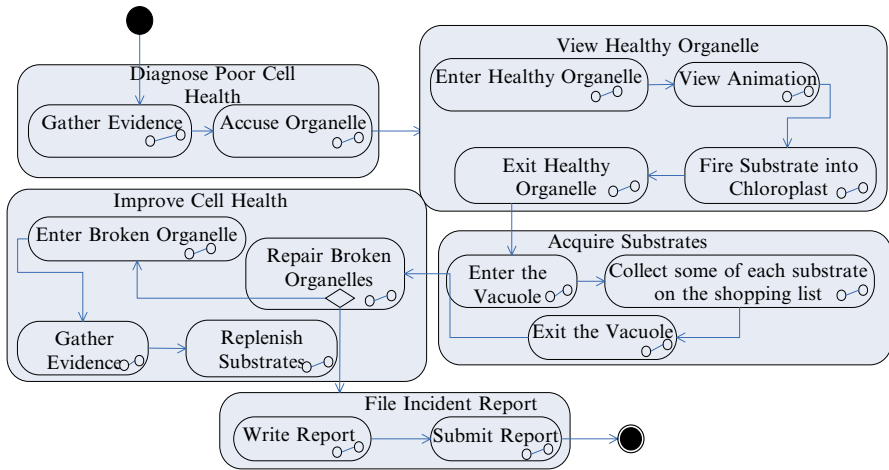 Diagnose Poor Cell
Health
Gather Evidence
Accuse Organelle
View Healthy Organelle
Enter Healthy Organelle
View Animation
Exit Healthy
Organelle
Fire Substrate into
Chloroplast
Improve Cell Health
Enter Broken Organelle
Repair Broken
Organelles
Gather
Evidence
Replenish
Substrates
Acquire Substrates
Enter the
Vacuole
Collect some of each substrate
on the shopping list
Exit the Vacuole
File Incident Report
Write Report
Submit Report